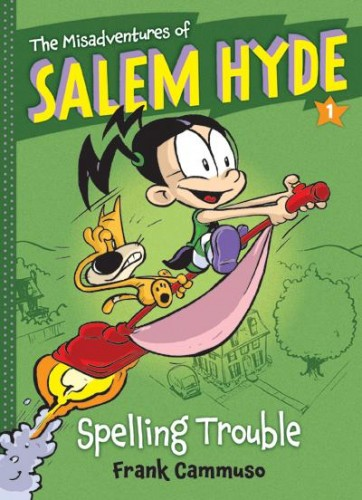 The Misadventures of
SALEM HYDE
1
Spelling Trouble
Frank Cammuso